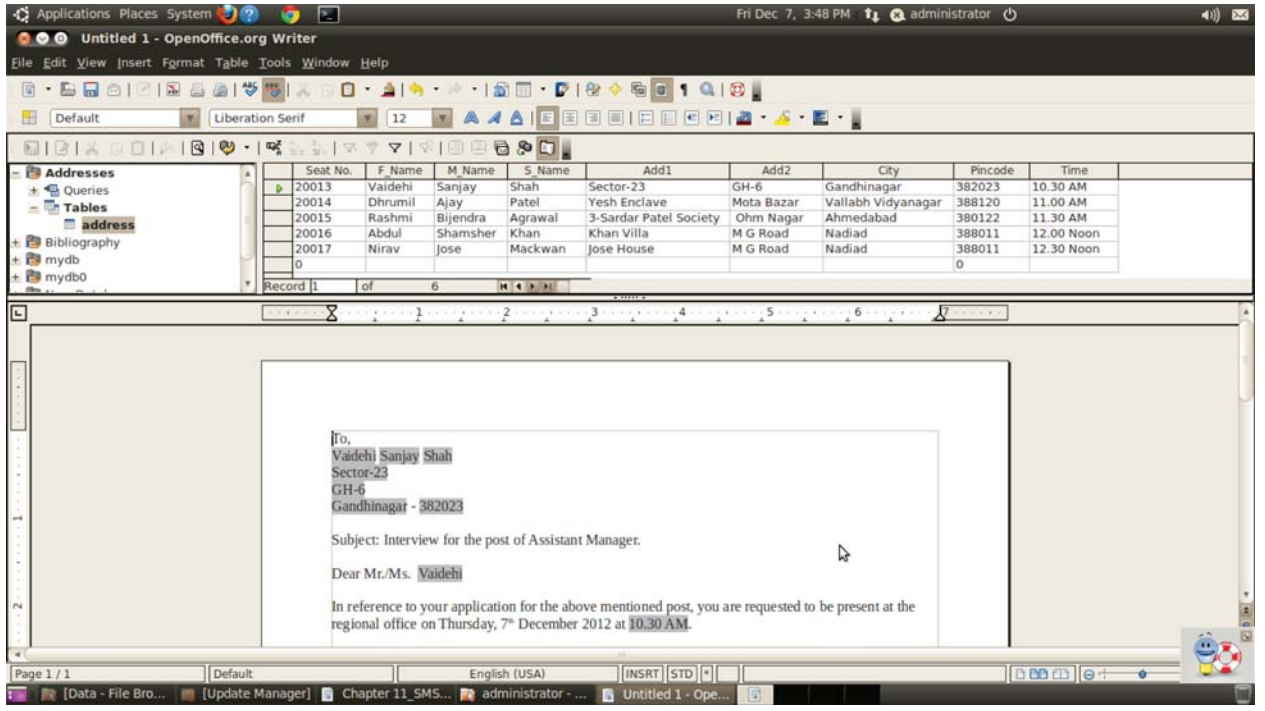 Applications Places System Fri Dec 7, 3:48 PM administrator
Untitled 1 - OpenOffice.org Writer
File Edit View Insert Format Table Tools Window Help
Default Liberation Serif 12
Seat No. F_Name M_Name S_Name Add1 Add2 City Pincode Time
20013 Vaidehi Sanjay Shah Sector-23 GH-6 Gandhinagar 382023 10.30 AM
20014 Dhrumil Ajay Patel Yesh Enclave Mota Bazar Vallabh Vidyanagar 388120 11.00 AM
20015 Rashmi Bijendra Agrawal 3-Sardar Patel Society Ohm Nagar Ahmedabad 380122 11.30 AM
20016 Abdul Shamsher Khan Khan Villa M G Road Nadiad 388011 12.00 Noon
20017 Nirav Jose Mackwan Jose House M G Road Nadiad 388011 12.30 Noon
0 0
Record 1 of 6
Addresses
Queries
Tables
address
Bibliography
mydb
mydb0
1 2 3 4 5 6 7
To,
Vaidehi Sanjay Shah
Sector-23
GH-6
Gandhinagar - 382023
Subject: Interview for the post of Assistant Manager.
Dear Mr./Ms. Vaidehi
In reference to your application for the above mentioned post, you are requested to be present at the
regional office on Thursday, 7th December 2012 at 10.30 AM.
1
2
Page 1 / 1 Default English (USA) INSRT STD *
[Data - File Bro... [Update Manager] Chapter 11_SMS... administrator - ... Untitled 1 - Ope...